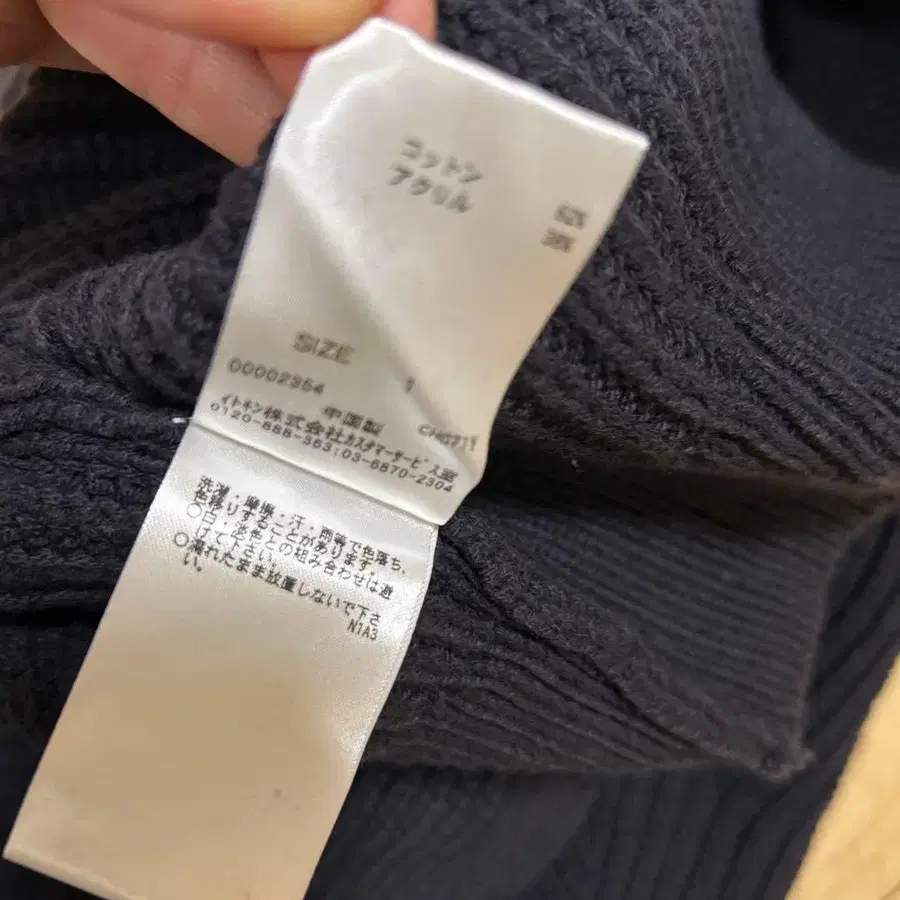 コットン
アクリル
SIZE 1
00002354
中国製
イトキン株式会社カスタマーサービス室
0120-888-363;03-6870-2304
洗濯・摩擦・汗・雨等で色落ち、
色移りすることがあります。
○白・淡色との組み合わせは避
けて下さい。
○濡れたまま放置しないで下さ
い。
N1A3